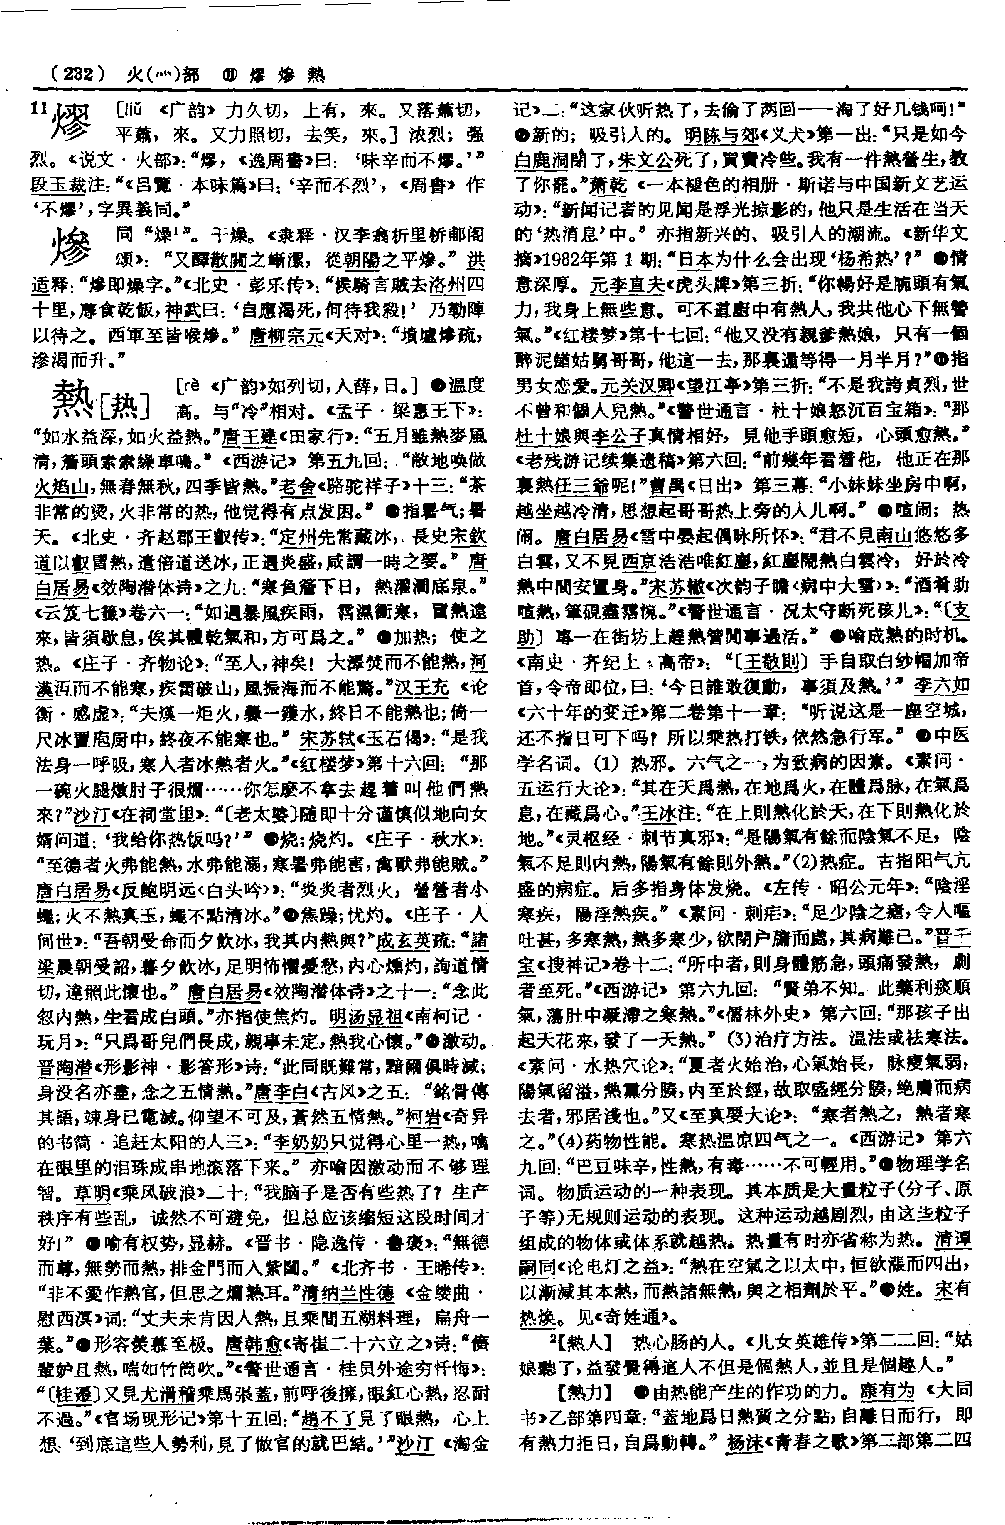 (232) 火(灬)部 ⑪ 熮 熸 熱
11熮 [liǔ 《广韵》力久切，上有，來。又落蕭切，
平蕭，來。又力照切，去笑，來。] 浓烈；强
烈。《说文·火部》：“熮，《逸周書》曰：‘味辛而不熮。’”
段玉裁注：“《吕覽·本味篇》曰：‘辛而不烈’，《周書》作
‘不熮’，字異義同。”
同“燥¹”。干燥。《隶释·汉李翕析里桥郙阁
颂》：“又醳散關之嶃漯，從朝陽之平燺。”洪
适释：“燺即燥字。”《北史·彭乐传》：“候騎言賊去洛州四
十里，蓐食乾飯，神武曰：‘自應渴死，何待我殺！’乃勒陣
以待之。西軍至皆喉燺。”唐柳宗元《天对》：“墳壚燺疏，
滲渴而升。”
熱[热] [rè 《广韵》如列切，入薛，日。] ❶温度
高。与“冷”相对。《孟子·梁惠王下》：
“如水益深，如火益熱。”唐王建《田家行》：“五月雖熱麥風
清，簷頭索索繰車鳴。”《西游记》第五九回：“敝地唤做
火焰山，無春無秋，四季皆熱。”老舍《骆驼祥子》十三：“茶
非常的烫，火非常的热，他觉得有点发困。”❷指暑气；暑
天。《北史·齐赵郡王叡传》：“定州先常藏冰，長史宋欽
道以叡冒熱，遣倍道送冰，正遇炎盛，咸謂一時之要。”唐
白居易《效陶潜体诗》之九：“寒負簷下日，熱濯澗底泉。”
《云笈七籤》卷六一：“如遇暴風疾雨，霑濕衝寒，冒熱遠
來，皆須歇息，俟其體乾氣和，方可爲之。”❸加热；使之
热。《庄子·齐物论》：“至人，神矣！大澤焚而不能熱，河
漢沍而不能寒，疾雷破山，風振海而不能驚。”汉王充《论
衡·感虚》：“夫熯一炬火，爨一鑊水，終日不能熱也；倚一
尺冰置庖厨中，終夜不能寒也。”宋苏轼《玉石偈》：“是我
法身一呼吸，寒人者冰熱者火。”《红楼梦》第十六回：“那
一碗火腿燉肘子很爛……你怎麼不拿去趕着叫他們熱
來？”沙汀《在祠堂里》：“〔老太婆〕随即十分谨慎似地向女
婿问道：‘我给你热饭吗？’”❹烧；烧灼。《庄子·秋水》：
“至德者火弗能熱，水弗能溺，寒暑弗能害，禽獸弗能賊。”
唐白居易《反鲍明远〈白头吟〉》：“炎炎者烈火，營營者小
蠅；火不熱真玉，蠅不點清冰。”❺焦躁；忧灼。《庄子·人
间世》：“吾朝受命而夕飲冰，我其内熱與？”成玄英疏：“諸
梁晨朝受詔，暮夕飲冰，足明怖懼憂愁，内心燻灼，詢道情
切，達照此懷也。”唐白居易《效陶潜体诗》之十一：“念此
忽内熱，坐看成白頭。”亦指使焦灼。明汤显祖《南柯记·
玩月》：“只爲哥兒們長成，親事未定，熱我心懷。”❻激动。
晋陶潜《形影神·影答形》诗：“此同既難常，黯爾俱時滅；
身没名亦盡，念之五情熱。”唐李白《古风》之五：“銘骨傳
其語，竦身已電滅。仰望不可及，蒼然五情熱。”柯岩《奇异
的书简·追赶太阳的人三》：“李奶奶只觉得心里一热，噙
在眼里的泪珠成串地滚落下来。”亦喻因激动而不够理
智。草明《乘风破浪》二十：“我脑子是否有些热了？生产
秩序有些乱，诚然不可避免，但总应该缩短这段时间才
好！”❼喻有权势，显赫。《晋书·隐逸传·鲁褒》：“無德
而尊，無勢而熱，排金門而入紫闥。”《北齐书·王晞传》：
“非不愛作熱官，但思之爛熟耳。”清纳兰性德《金缕曲·
慰西溟》词：“丈夫未肯因人熱，且乘閒五湖料理，扁舟一
葉。”❽形容羡慕至极。唐韩愈《寄崔二十六立之》诗：“儕
輩妒且熱，喘如竹筒吹。”《警世通言·桂员外途穷忏悔》：
“〔桂遷〕又見尤滑稽乘馬張蓋，前呼後擁，眼紅心熱，忍耐
不過。”《官场现形记》第十五回：“趙不了見了眼熱，心上
想：‘到底這些人勢利，見了做官的就巴結。’”沙汀《淘金
记》二：“这家伙听热了，去偷了两回——淘了好几钱呵！”
❾新的；吸引人的。明陈与郊《义犬》第一出：“只是如今
白鹿洞閉了，朱文公死了，買賣冷些。我有一件熱營生，教
了你罷。”萧乾《一本褪色的相册·斯诺与中国新文艺运
动》：“新闻记者的见闻是浮光掠影的，他只是生活在当天
的‘热消息’中。”亦指新兴的、吸引人的潮流。《新华文
摘》1982年第1期：“日本为什么会出现‘杨希热’？”❿情
意深厚。元李直夫《虎头牌》第三折：“你暢好是腕頭有氣
力，我身上無些意。可不道廚中有熱人，我共他心下無讐
氣。”《红楼梦》第十七回：“他又没有親爹熱娘，只有一個
醉泥鰌姑舅哥哥，他這一去，那裏還等得一月半月？”⓫指
男女恋爱。元关汉卿《望江亭》第三折：“不是我誇貞烈，世
不曾和個人兒熱。”《警世通言·杜十娘怒沉百宝箱》：“那
杜十娘與李公子真情相好，見他手頭愈短，心頭愈熱。”
《老残游记续集遗稿》第六回：“前幾年看着他，他正在那
裏熱任三爺呢！”曹禺《日出》第三幕：“小妹妹坐房中啊，
越坐越冷清，思想起哥哥热上旁的人儿啊。”⓬喧闹；热
闹。唐白居易《雪中晏起偶咏所怀》：“君不見南山悠悠多
白雲，又不見西京浩浩唯紅塵，紅塵鬧熱白雲冷，好於冷
熱中間安置身。”宋苏辙《次韵子瞻〈病中大雪〉》：“酒肴助
喧熱，筆硯盡霑惋。”《警世通言·况太守断死孩儿》：“〔支
助〕專一在街坊上趕熱管閒事過活。”⓭喻成熟的时机。
《南史·齐纪上·高帝》：“〔王敬則〕手自取白紗帽加帝
首，令帝即位，曰：‘今日誰敢復動，事須及熱。’”李六如
《六十年的变迁》第二卷第十一章：“听说这是一座空城，
还不指日可下吗？所以乘热打铁，依然急行军。”⓮中医
学名词。(1) 热邪。六气之一，为致病的因素。《素问·
五运行大论》：“其在天爲熱，在地爲火，在體爲脉，在氣爲
息，在藏爲心。”王冰注：“在上則熱化於天，在下則熱化於
地。”《灵枢经·刺节真邪》：“是陽氣有餘而陰氣不足，陰
氣不足則内熱，陽氣有餘則外熱。”(2)热症。古指阳气亢
盛的病症。后多指身体发烧。《左传·昭公元年》：“陰淫
寒疾，陽淫熱疾。”《素问·刺疟》：“足少陰之瘧，令人嘔
吐甚，多寒熱，熱多寒少，欲閉户牖而處，其病難已。”晋干
宝《搜神记》卷十二：“所中者，則身體筋急，頭痛發熱，劇
者至死。”《西游记》第六九回：“賢弟不知。此藥利痰順
氣，蕩肚中凝滯之寒熱。”《儒林外史》第六回：“那孩子出
起天花來，發了一天熱。”(3)治疗方法。温法或祛寒法。
《素问·水热穴论》：“夏者火始治，心氣始長，脉瘦氣弱，
陽氣留溢，熱熏分腠，内至於經，故取盛經分腠，绝膚而病
去者，邪居淺也。”又《至真要大论》：“寒者熱之，熱者寒
之。”(4)药物性能。寒热温凉四气之一。《西游记》第六
九回：“巴豆味辛，性熱，有毒……不可輕用。”⓯物理学名
词。物质运动的一种表现。其本质是大量粒子(分子、原
子等)无规则运动的表现。这种运动越剧烈，由这些粒子
组成的物体或体系就越热。热量有时亦省称为热。清谭
嗣同《论电灯之益》：“熱在空氣之以太中，恒欲漲而四出，
以漸减其本熱，而熱諸無熱，與之相劑於平。”⓰姓。宋有
热焕。见《奇姓通》。
²【熱人】 热心肠的人。《儿女英雄传》第二二回：“姑
娘聽了，益發覺得這人不但是個熱人，並且是個趣人。”
【熱力】 ❶由热能产生的作功的力。康有为《大同
书》乙部第四章：“蓋地爲日熱質之分點，自離日而行，即
有熱力拒日，自爲動轉。”杨沫《青春之歌》第二部第二四